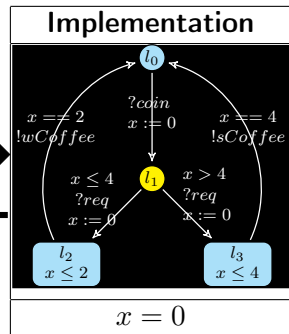 Implementation
l₀
?coin
x := 0
x == 2
!wCoffee
x == 4
!sCoffee
l₁
x ≤ 4
?req
x := 0
x > 4
?req
x := 0
l₂
x ≤ 2
l₃
x ≤ 4
x = 0